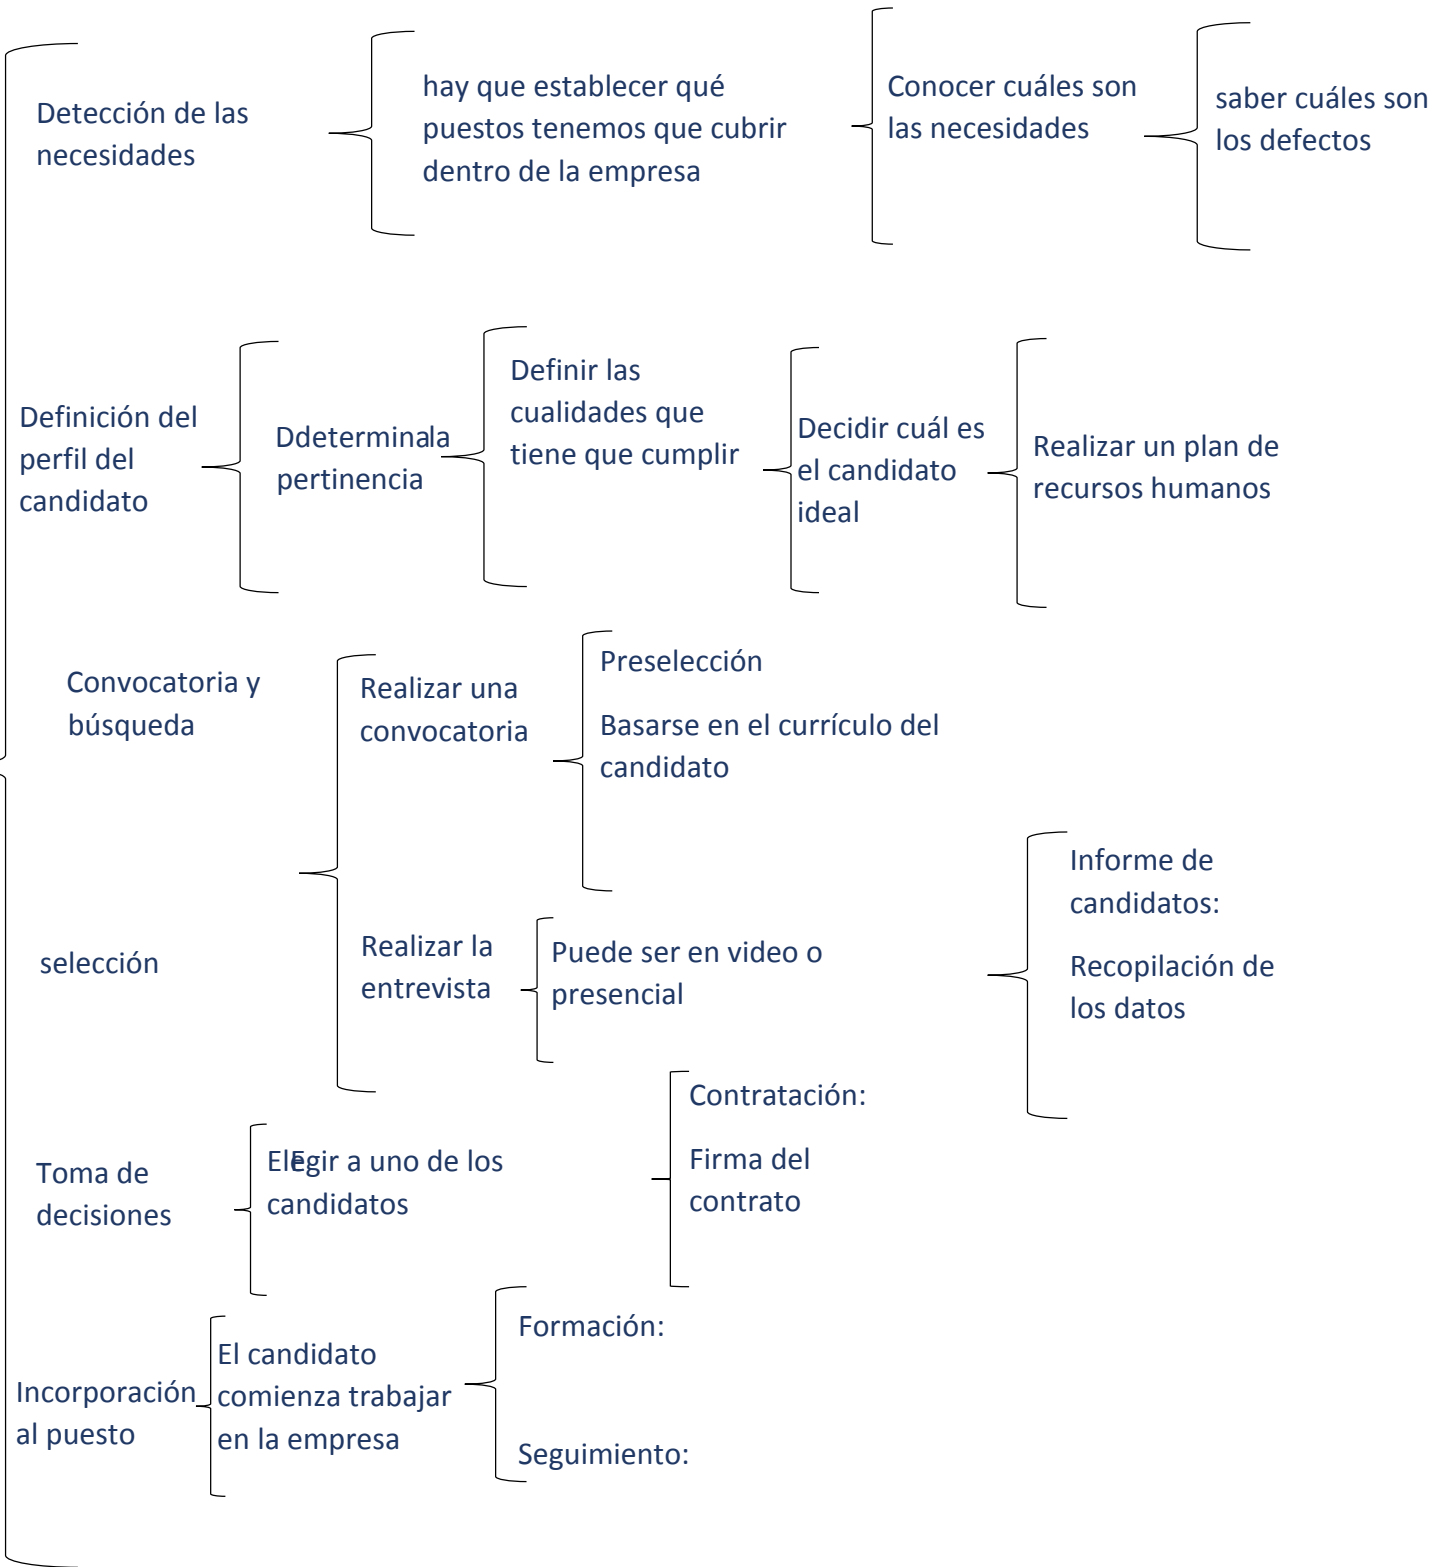 Detección de las
necesidades
hay que establecer qué
puestos tenemos que cubrir
dentro de la empresa
Conocer cuáles son
las necesidades
saber cuáles son
los defectos
Definición del
perfil del
candidato
Ddeterminala
pertinencia
Definir las
cualidades que
tiene que cumplir
Decidir cuál es
el candidato
ideal
Realizar un plan de
recursos humanos
Convocatoria y
búsqueda
Realizar una
convocatoria
Preselección
Basarse en el currículo del
candidato
selección
Realizar la
entrevista
Puede ser en video o
presencial
Informe de
candidatos:
Recopilación de
los datos
Toma de
decisiones
a uno de los
candidatos
Contratación:
Firma del
contrato
Incorporación
al puesto
El candidato
comienza trabajar
en la empresa
Formación:
Seguimiento: